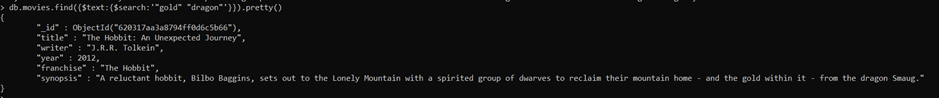 > db.movies.find({$text:{$search:'"gold" "dragon"'}}).pretty()
{
"_id" : ObjectId("620317aa3a8794ff0d6c5b66"),
"title" : "The Hobbit: An Unexpected Journey",
"writer" : "J.R.R. Tolkein",
"year" : 2012,
"franchise" : "The Hobbit",
"synopsis" : "A reluctant hobbit, Bilbo Baggins, sets out to the Lonely Mountain with a spirited group of dwarves to reclaim their mountain home - and the gold within it - from the dragon Smaug."
}